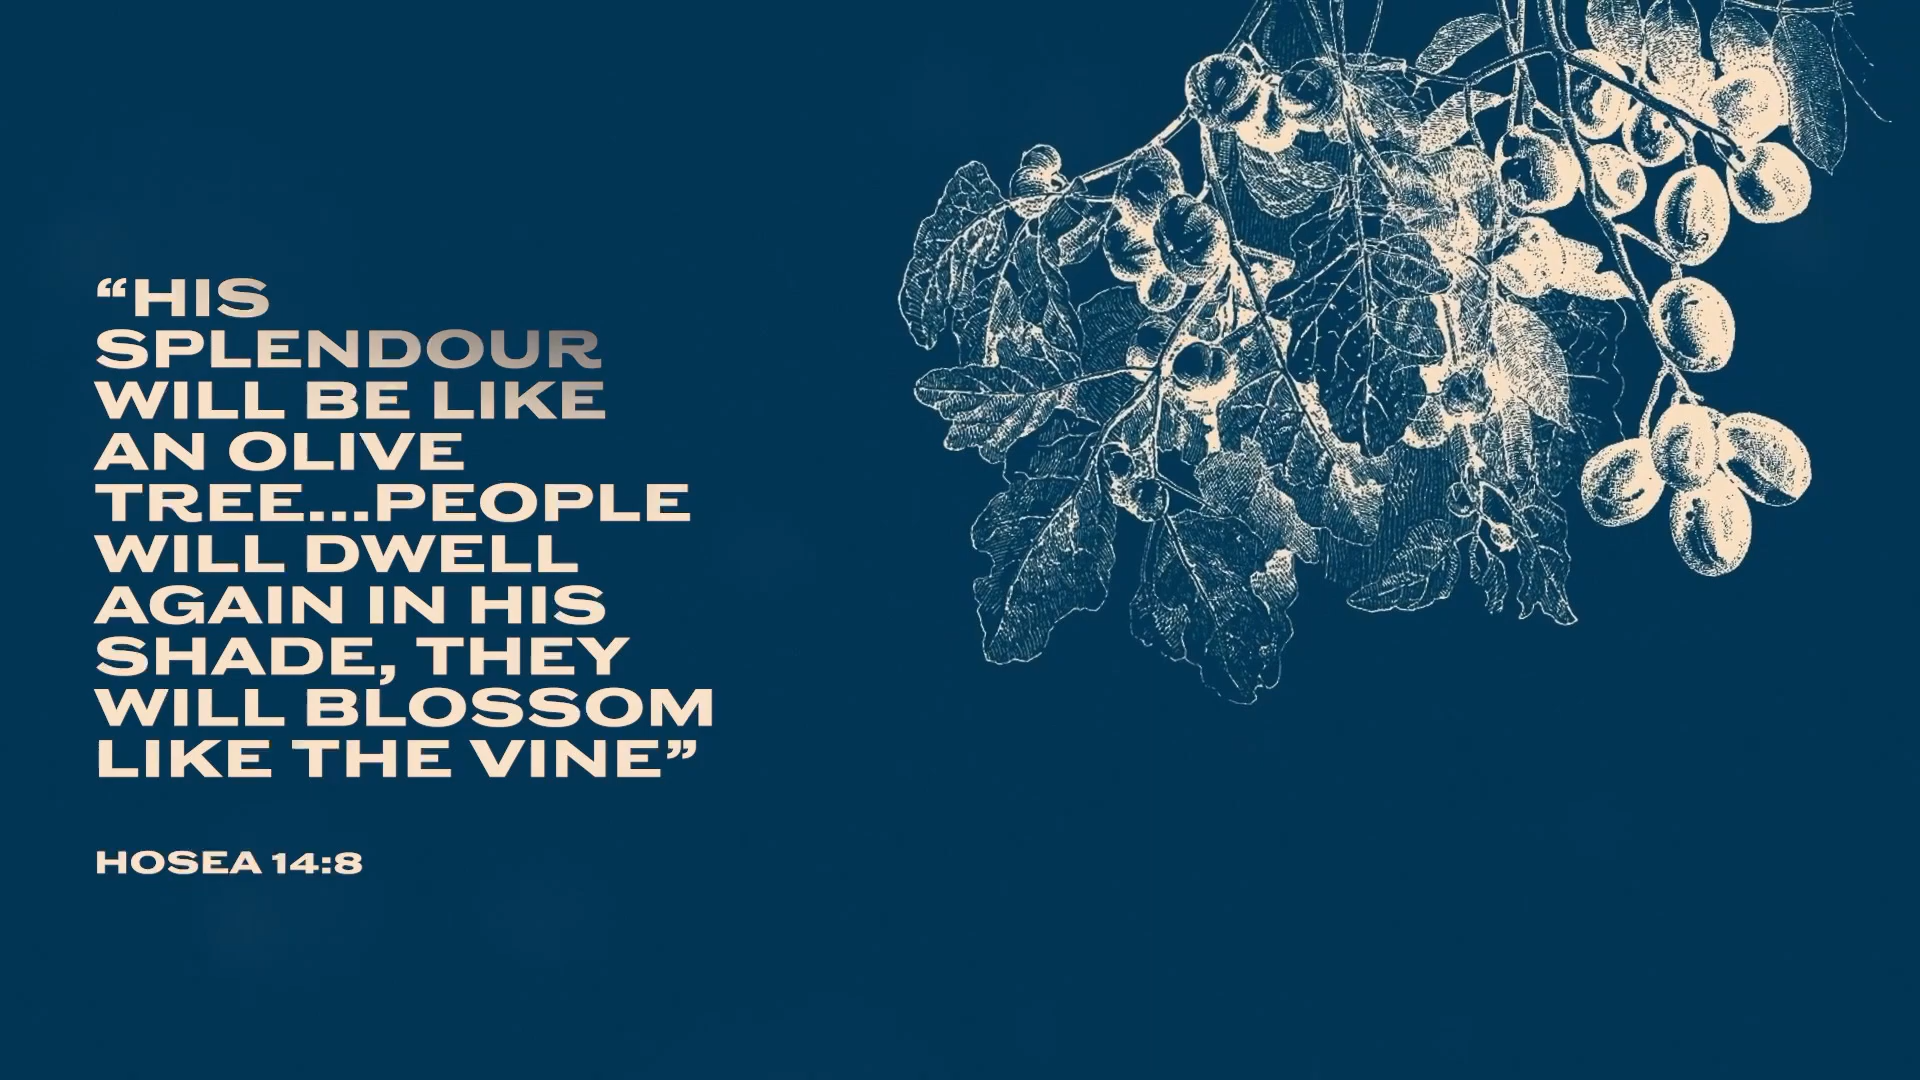 “HIS
SPLENDOUR
WILL BE LIKE
AN OLIVE
TREE...PEOPLE
WILL DWELL
AGAIN IN HIS
SHADE, THEY
WILL BLOSSOM
LIKE THE VINE”
HOSEA 14:8